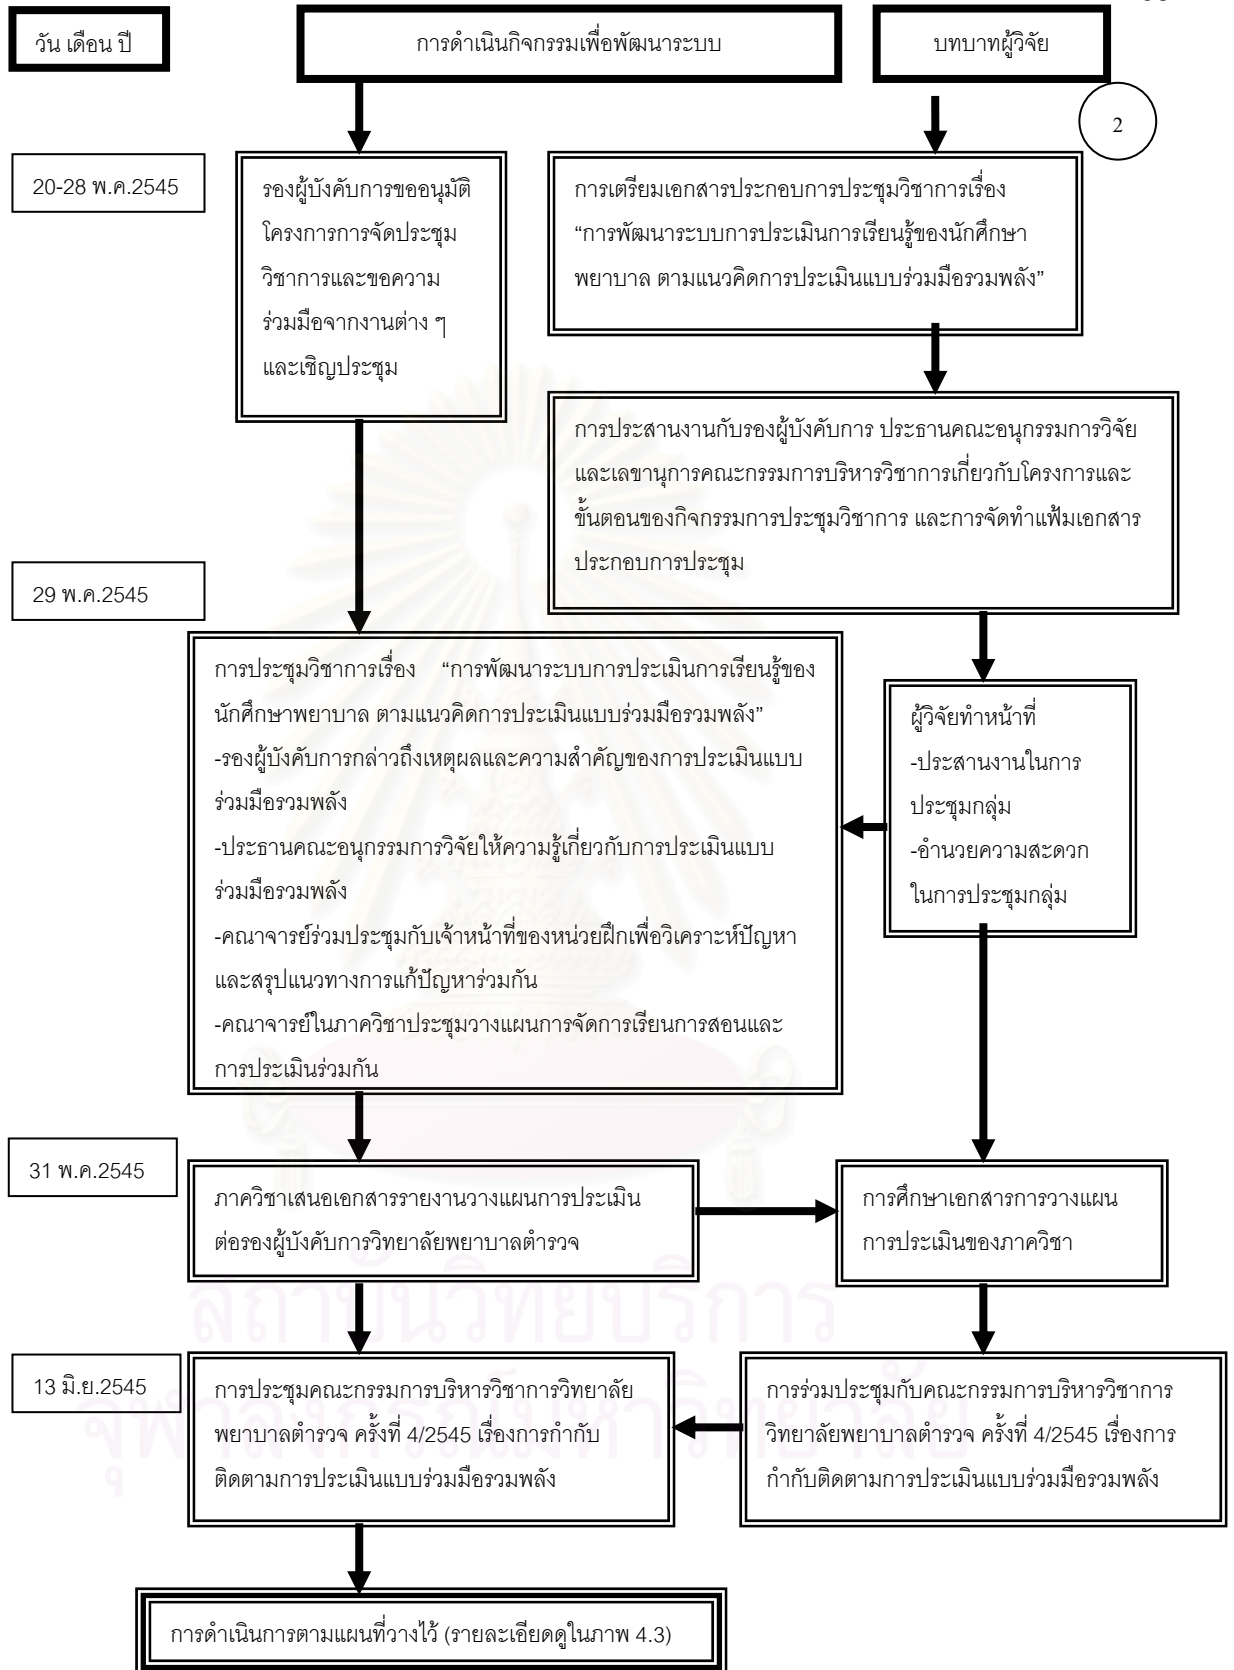 วัน เดือน ปี
การดำเนินกิจกรรมเพื่อพัฒนาระบบ
บทบาทผู้วิจัย
2
20-28 พ.ค.2545
รองผู้บังคับการขออนุมัติ
โครงการการจัดประชุม
วิชาการและขอความ
ร่วมมือจากงานต่าง ๆ
และเชิญประชุม
การเตรียมเอกสารประกอบการประชุมวิชาการเรื่อง
“การพัฒนาระบบการประเมินการเรียนรู้ของนักศึกษา
พยาบาล ตามแนวคิดการประเมินแบบร่วมมือรวมพลัง”
การประสานงานกับรองผู้บังคับการ ประธานคณะอนุกรรมการวิจัย
และเลขานุการคณะกรรมการบริหารวิชาการเกี่ยวกับโครงการและ
ขั้นตอนของกิจกรรมการประชุมวิชาการ และการจัดทำแฟ้มเอกสาร
ประกอบการประชุม
29 พ.ค.2545
การประชุมวิชาการเรื่อง “การพัฒนาระบบการประเมินการเรียนรู้ของ
นักศึกษาพยาบาล ตามแนวคิดการประเมินแบบร่วมมือรวมพลัง”
-รองผู้บังคับการกล่าวถึงเหตุผลและความสำคัญของการประเมินแบบ
ร่วมมือรวมพลัง
-ประธานคณะอนุกรรมการวิจัยให้ความรู้เกี่ยวกับการประเมินแบบ
ร่วมมือรวมพลัง
-คณาจารย์ร่วมประชุมกับเจ้าหน้าที่ของหน่วยฝึกเพื่อวิเคราะห์ปัญหา
และสรุปแนวทางการแก้ปัญหาร่วมกัน
-คณาจารย์ในภาควิชาประชุมวางแผนการจัดการเรียนการสอนและ
การประเมินร่วมกัน
ผู้วิจัยทำหน้าที่
-ประสานงานในการ
ประชุมกลุ่ม
-อำนวยความสะดวก
ในการประชุมกลุ่ม
31 พ.ค.2545
ภาควิชาเสนอเอกสารรายงานวางแผนการประเมิน
ต่อรองผู้บังคับการวิทยาลัยพยาบาลตำรวจ
การศึกษาเอกสารการวางแผน
การประเมินของภาควิชา
สถาบันวิทยบริการ
จุฬาลงกรณ์มหาวิทยาลัย
13 มิ.ย.2545
การประชุมคณะกรรมการบริหารวิชาการวิทยาลัย
พยาบาลตำรวจ ครั้งที่ 4/2545 เรื่องการกำกับ
ติดตามการประเมินแบบร่วมมือรวมพลัง
การร่วมประชุมกับคณะกรรมการบริหารวิชาการ
วิทยาลัยพยาบาลตำรวจ ครั้งที่ 4/2545 เรื่องการ
กำกับติดตามการประเมินแบบร่วมมือรวมพลัง
การดำเนินการตามแผนที่วางไว้ (รายละเอียดดูในภาพ 4.3)